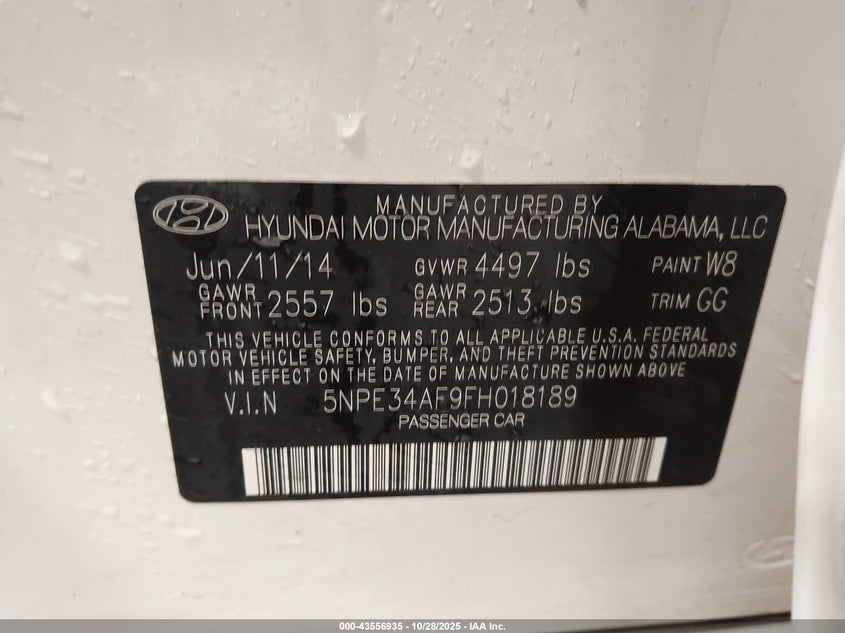 MANUFACTURED BY
HYUNDAI MOTOR MANUFACTURING ALABAMA, LLC
Jun/11/14 GVWR 4497 lbs PAINT W8
GAWR FRONT 2557 lbs GAWR REAR 2513 lbs TRIM GG
THIS VEHICLE CONFORMS TO ALL APPLICABLE U.S.A. FEDERAL
MOTOR VEHICLE SAFETY, BUMPER, AND THEFT PREVENTION STANDARDS
IN EFFECT ON THE DATE OF MANUFACTURE SHOWN ABOVE
V.I.N 5NPE34AF9FH018189
PASSENGER CAR
000-43556935 - 10/28/2025 - IAA Inc.